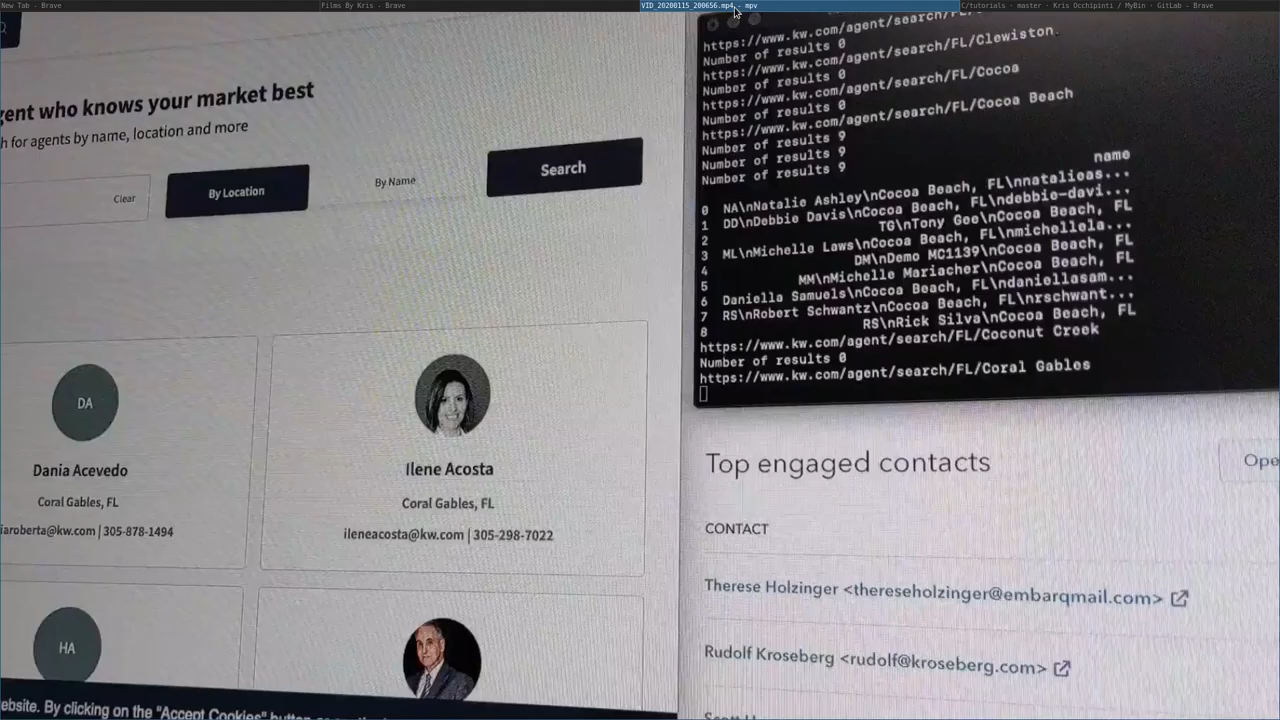 New Tab - Brave
Films By Kris - Brave
VID_20200115_200656.mp4 - mpv
C/tutorials · master · Kris Occhipinti / MyBin · GitLab - Brave
gent who knows your market best
h for agents by name, location and more
Clear
By Location
By Name
Search
DA
Dania Acevedo
Coral Gables, FL
iaroberta@kw.com | 305-878-1494
Ilene Acosta
Coral Gables, FL
ileneacosta@kw.com | 305-298-7022
HA
ebsite. By clicking on the "Accept Cookies"
https://www.kw.com/agent/search/FL/
Number of results 0
https://www.kw.com/agent/search/FL/Clewiston
Number of results 0
https://www.kw.com/agent/search/FL/Cocoa
Number of results 0
https://www.kw.com/agent/search/FL/Cocoa Beach
Number of results 9
Number of results 9
Number of results 9
name
0 NA\nNatalie Ashley\nCocoa Beach, FL\nnatalieas...
1 DD\nDebbie Davis\nCocoa Beach, FL\ndebbie-davi...
2 TG\nTony Gee\nCocoa Beach, FL
3 ML\nMichelle Laws\nCocoa Beach, FL\nmichellela...
4 DM\nDemo MC1139\nCocoa Beach, FL
5 MM\nMichelle Mariacher\nCocoa Beach, FL
6 Daniella Samuels\nCocoa Beach, FL\ndaniellasam...
7 RS\nRobert Schwantz\nCocoa Beach, FL\nrschwant...
8 RS\nRick Silva\nCocoa Beach, FL
https://www.kw.com/agent/search/FL/Coconut Creek
Number of results 0
https://www.kw.com/agent/search/FL/Coral Gables
Top engaged contacts
Ope
CONTACT
Therese Holzinger <thereseholzinger@embarqmail.com>
Rudolf Kroseberg <rudolf@kroseberg.com>